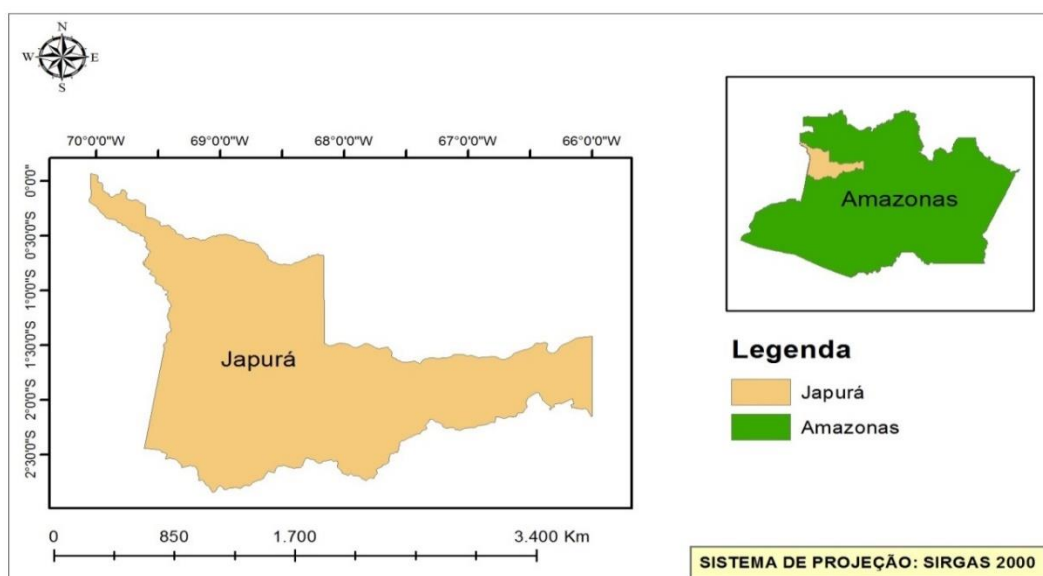 N
W E
S
70°0'0"W 69°0'0"W 68°0'0"W 67°0'0"W 66°0'0"W
0°0'0"
0°30'0"S
1°0'0"S
1°30'0"S
2°0'0"S
2°30'0"S
Japurá
0 850 1.700 3.400 Km
Amazonas
Legenda
Japurá
Amazonas
SISTEMA DE PROJEÇÃO: SIRGAS 2000